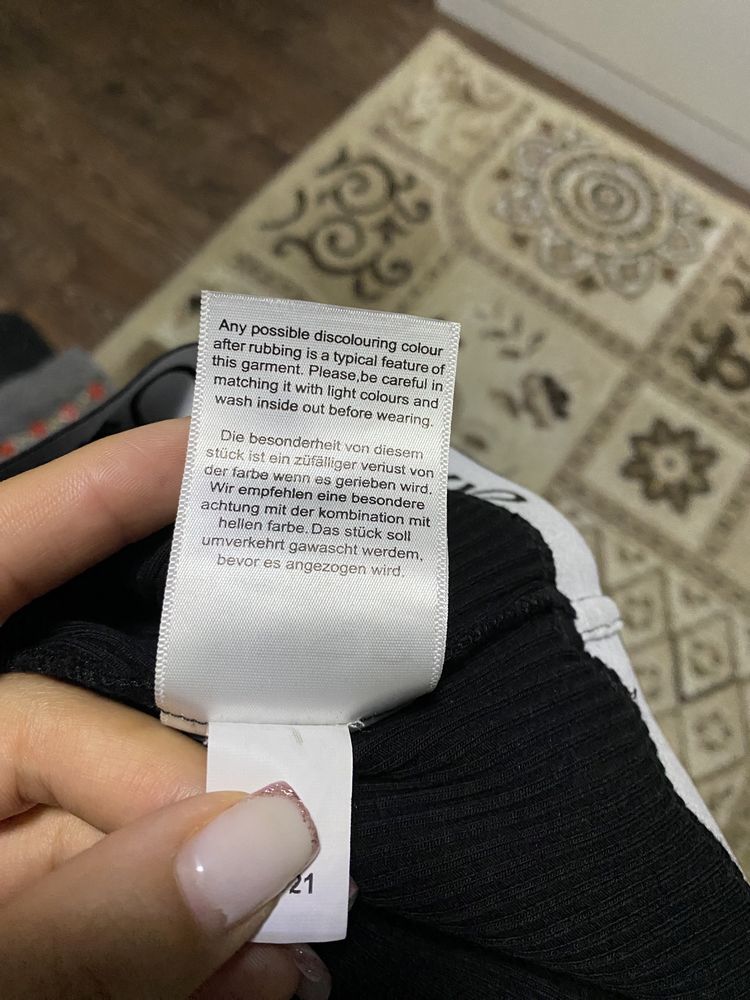 Any possible discolouring colour
after rubbing is a typical feature of
this garment. Please,be careful in
matching it with light colours and
wash inside out before wearing.
Die besonderheit von diesem
stück ist ein züfälliger veriust von
der farbe wenn es gerieben wird.
Wir empfehlen eine besondere
achtung mit der kombination mit
hellen farbe. Das stück soll
umverkehrt gawascht werdem,
bevor es angezogen wird.
21